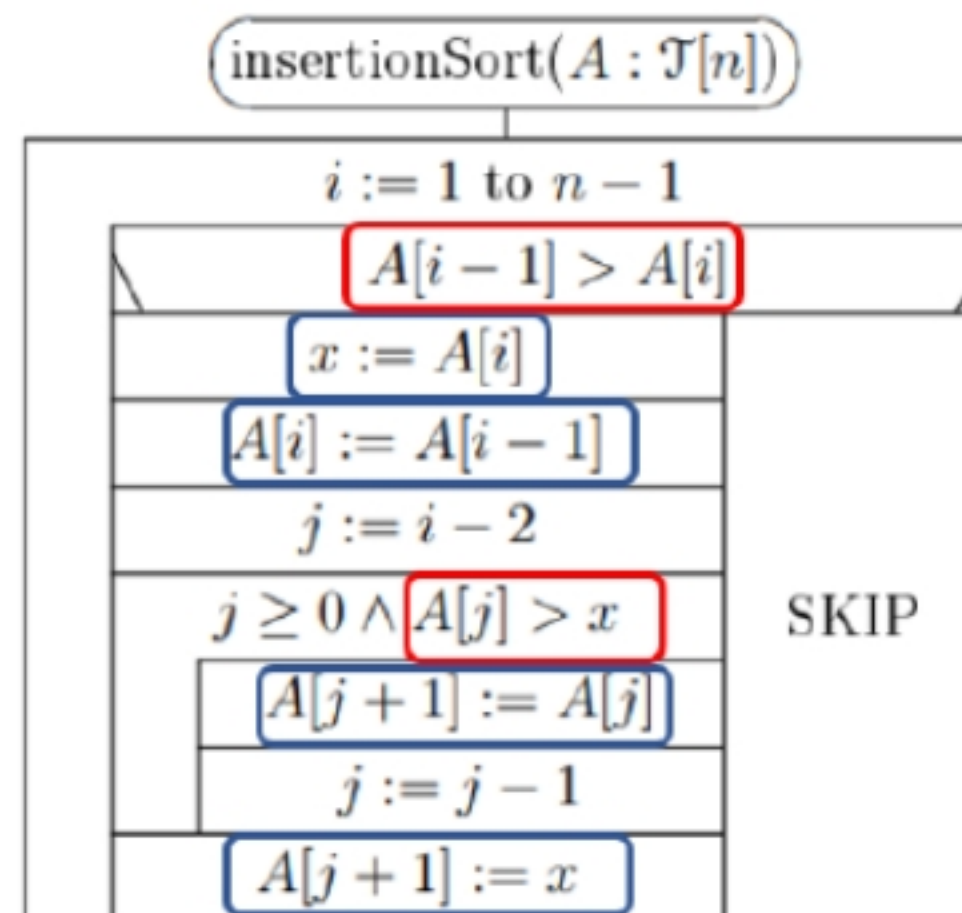 insertionSort(A : 𝒯[n])
i := 1 to n − 1
A[i − 1] > A[i]
x := A[i]
A[i] := A[i − 1]
j := i − 2
j ≥ 0 ∧ A[j] > x
SKIP
A[j + 1] := A[j]
j := j − 1
A[j + 1] := x